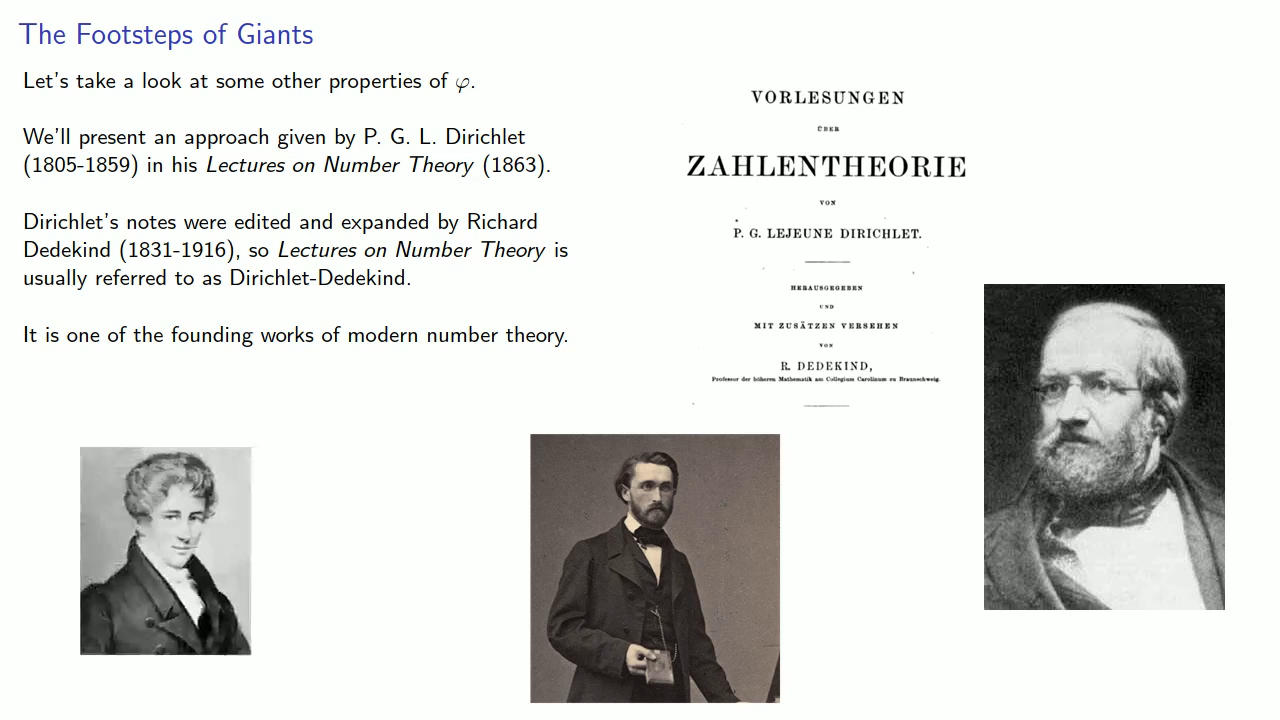 The Footsteps of Giants
Let's take a look at some other properties of φ.
We'll present an approach given by P. G. L. Dirichlet
(1805-1859) in his Lectures on Number Theory (1863).
Dirichlet's notes were edited and expanded by Richard
Dedekind (1831-1916), so Lectures on Number Theory is
usually referred to as Dirichlet-Dedekind.
It is one of the founding works of modern number theory.
VORLESUNGEN
ÜBER
ZAHLENTHEORIE
VON
P. G. LEJEUNE DIRICHLET.
HERAUSGEGEBEN
UND
MIT ZUSÄTZEN VERSEHEN
VON
R. DEDEKIND,
Professor der höheren Mathematik am Collegium Carolinum zu Braunschweig.